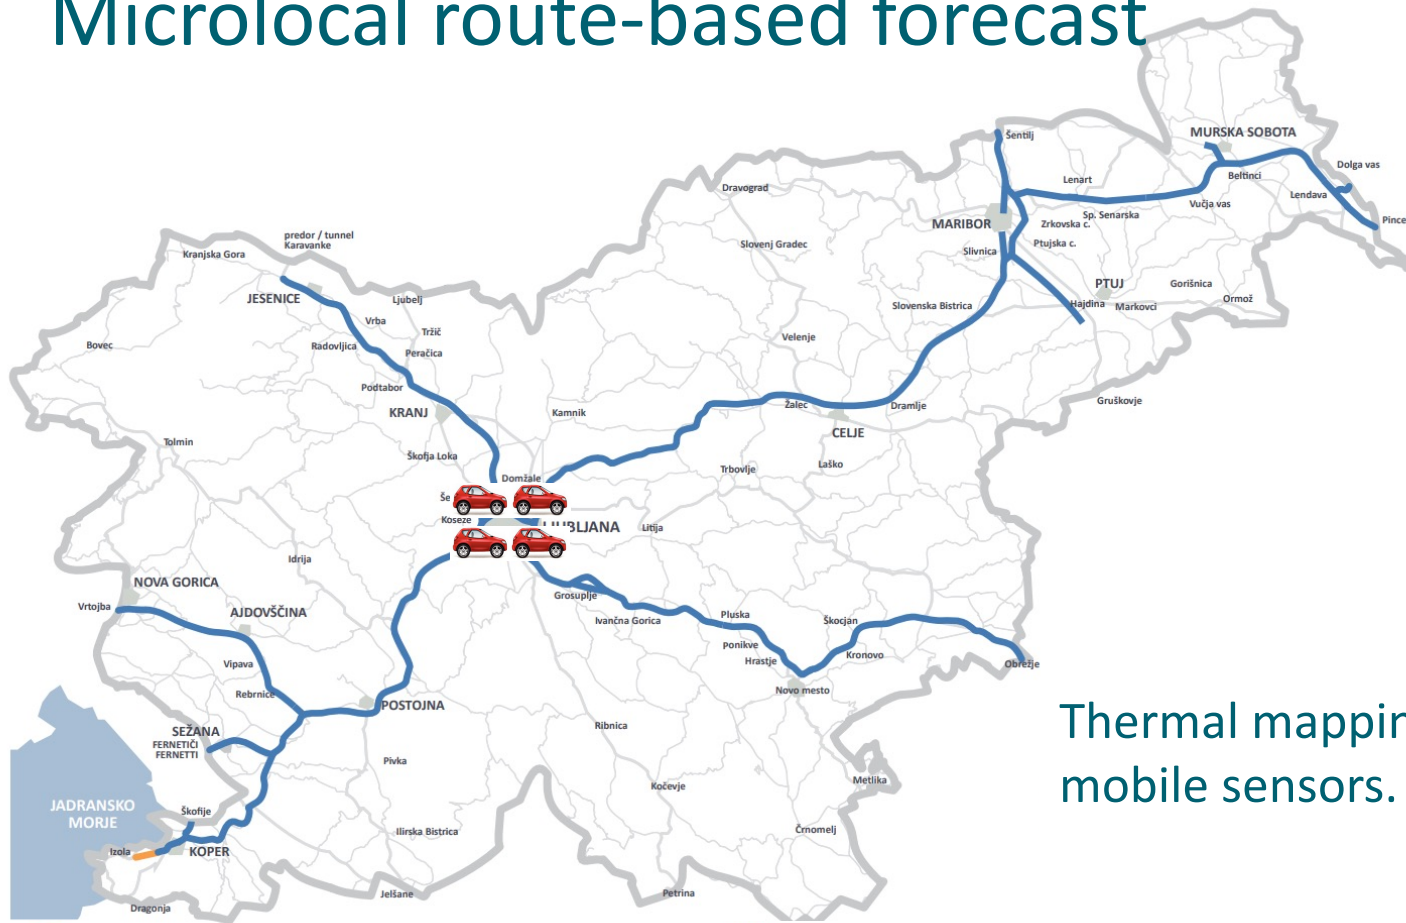 Microlocal route-based forecast
MURSKA SOBOTA
Šentilj
Dolga vas
Beltinci
Lenart
Dravograd
Lendava
Vučja vas
Sp. Senarska
Pince
MARIBOR
Zrkovska c.
predor / tunnel
Karavanke
Slovenj Gradec
Ptujska c.
Slivnica
Kranjska Gora
PTUJ
Gorišnica
JESENICE
Ljubelj
Ormož
Hajdina
Markovci
Slovenska Bistrica
Vrba
Tržič
Velenje
Bovec
Radovljica
Peračica
Podtabor
Gruškovje
Žalec
Dramlje
KRANJ
Kamnik
CELJE
Tolmin
Škofja Loka
Trbovlje
Laško
Domžale
Še
Koseze
LJUBLJANA
Litija
Idrija
NOVA GORICA
Vrtojba
AJDOVŠČINA
Grosuplje
Ivančna Gorica
Pluska
Škocjan
Ponikve
Kronovo
Hrastje
Vipava
Obrežje
Rebrnice
Novo mesto
POSTOJNA
SEŽANA
FERNETIČI
FERNETTI
Ribnica
Thermal mappin
mobile sensors.
Pivka
Metlika
Kočevje
JADRANSKO
MORJE
Škofije
Ilirska Bistrica
Črnomelj
Izola
KOPER
Jelšane
Petrina
Dragonja